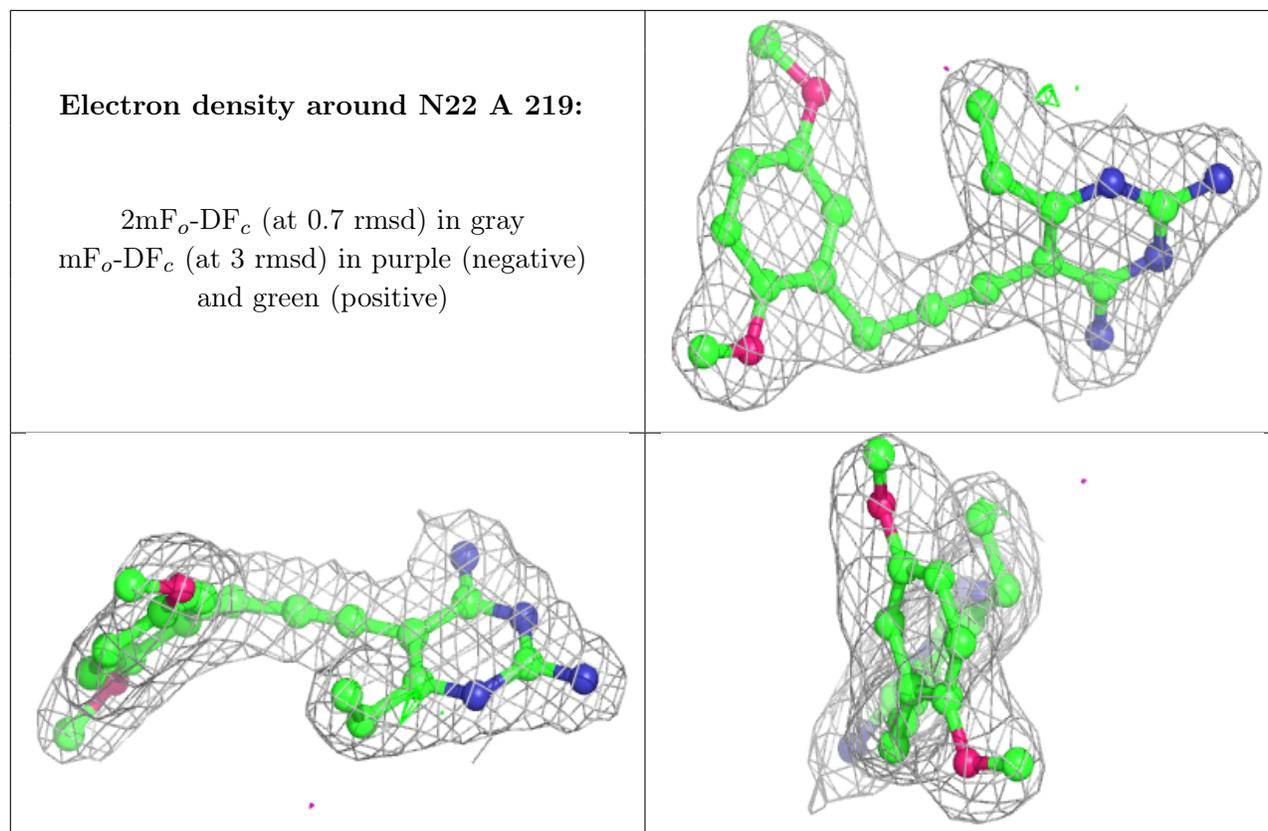 Electron density around N22 A 219:
2mFo-DFc (at 0.7 rmsd) in gray
mFo-DFc (at 3 rmsd) in purple (negative)
and green (positive)